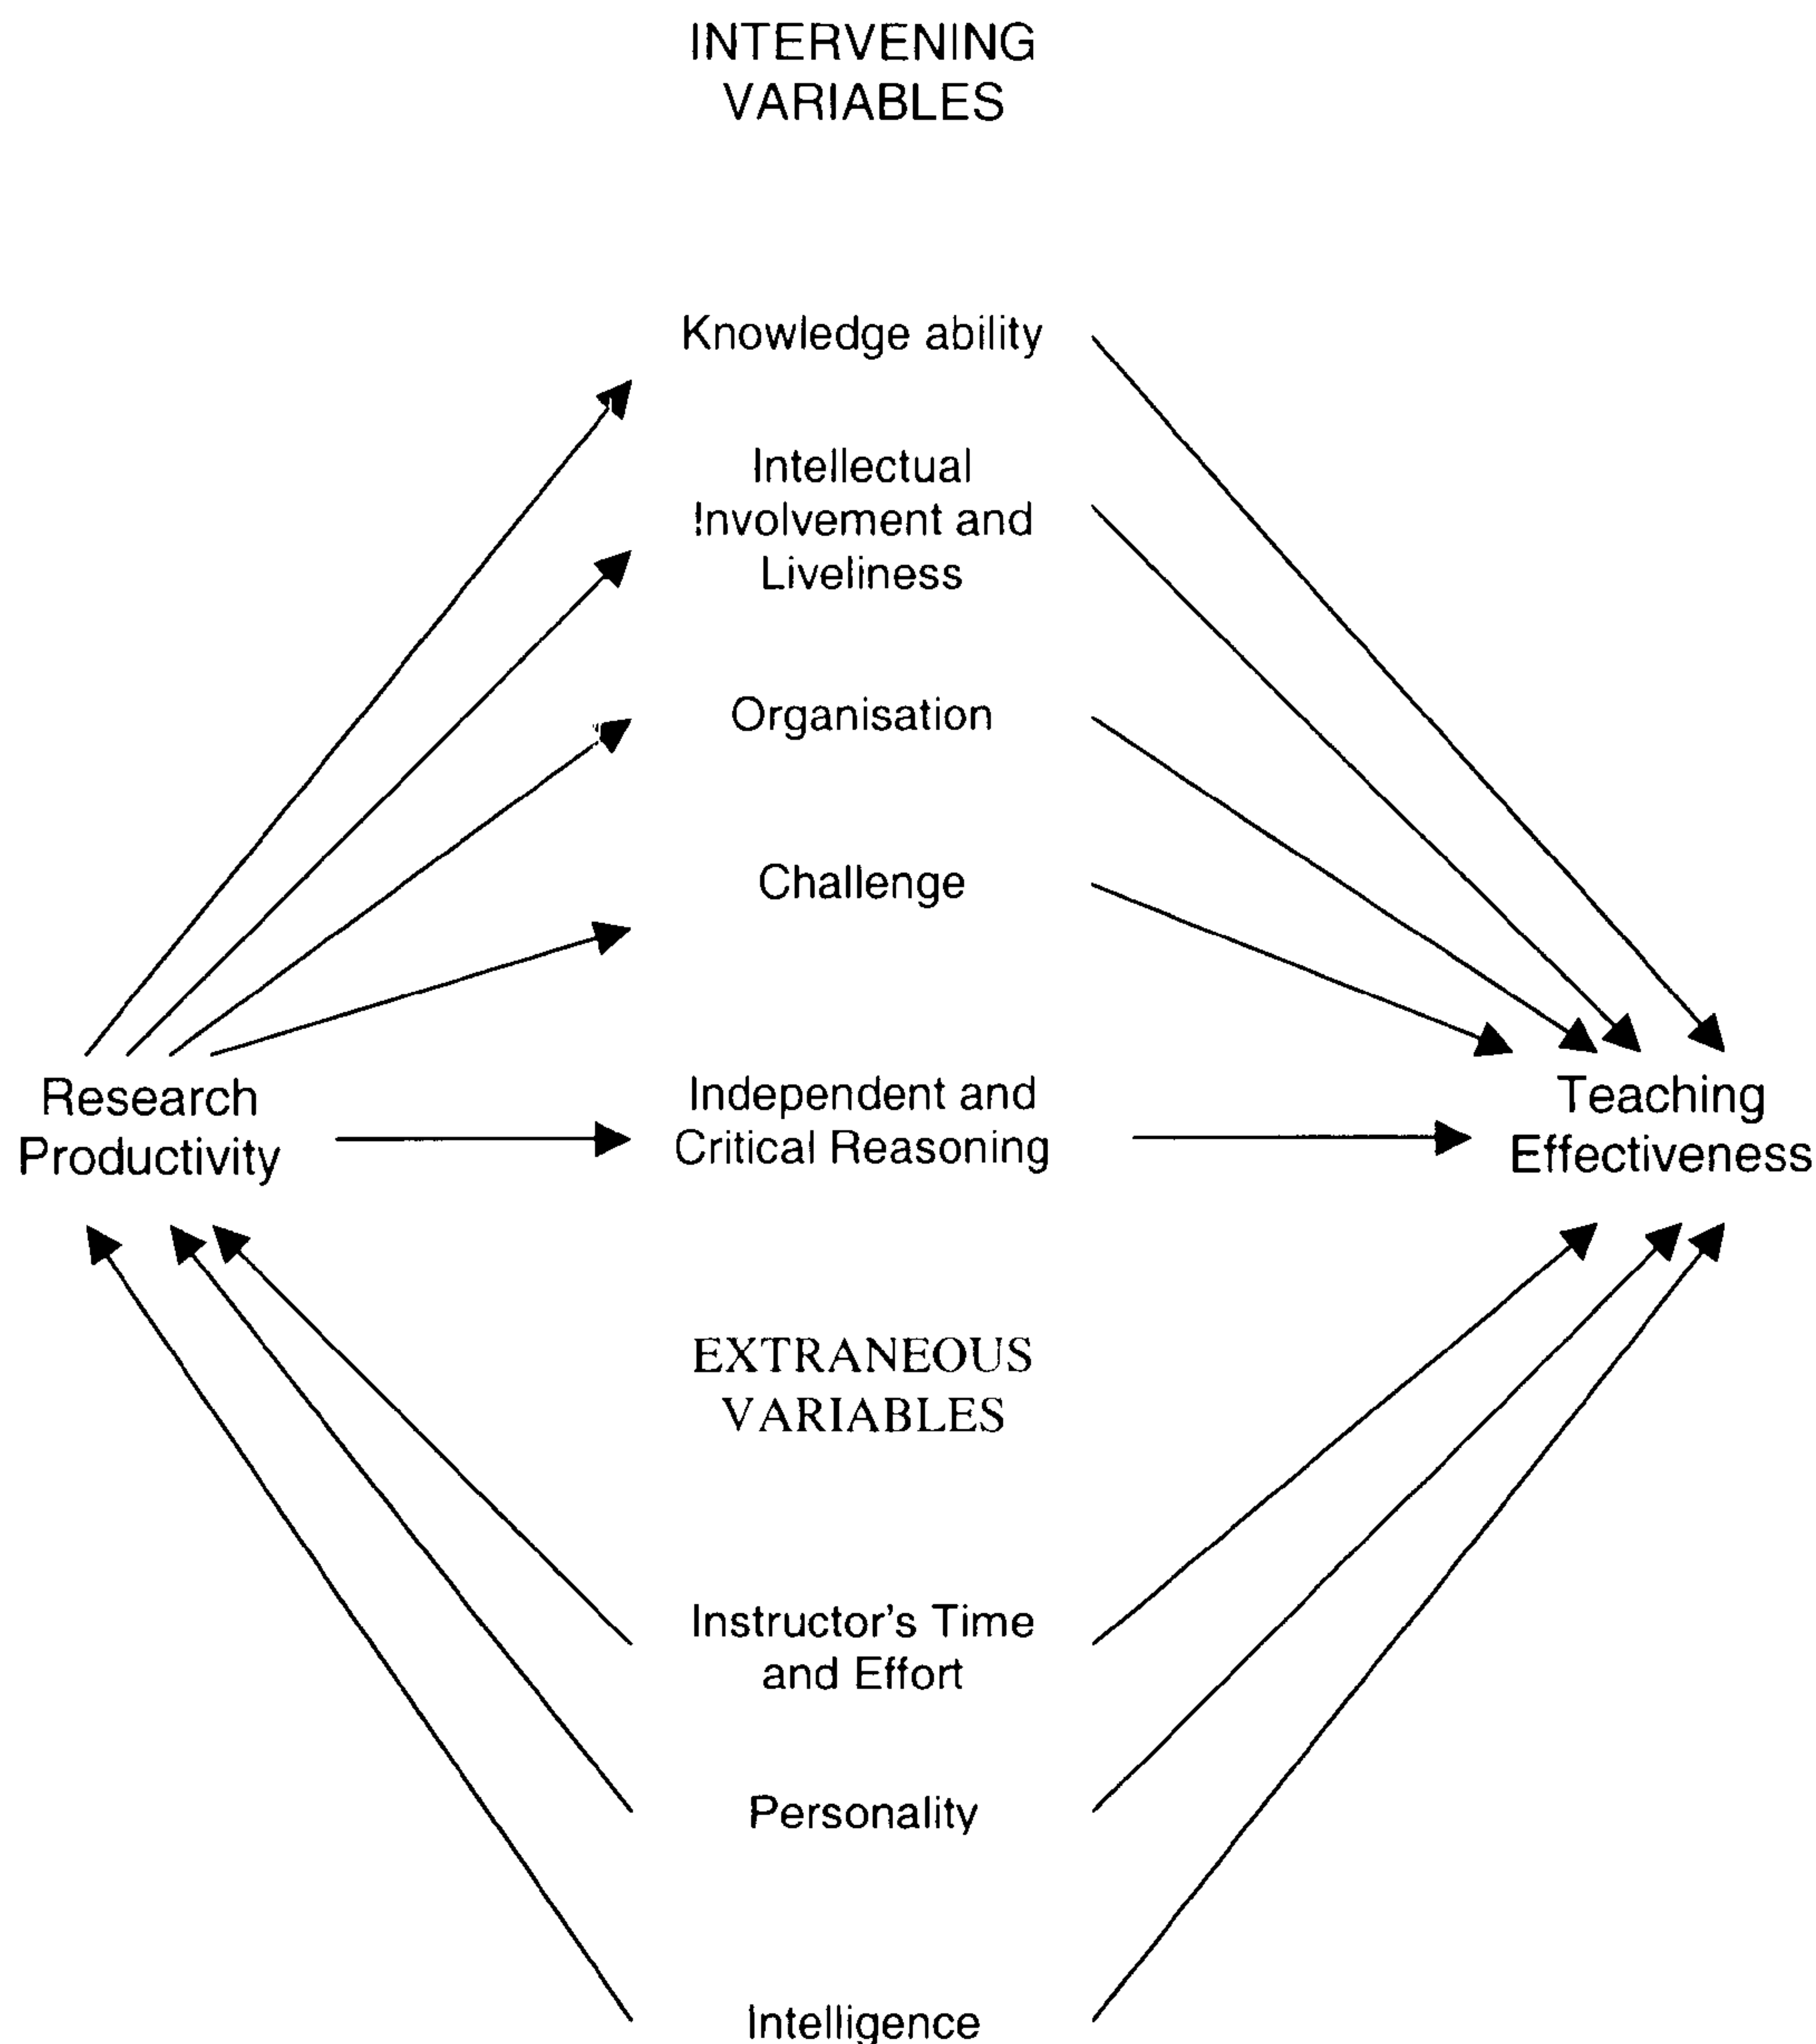 INTERVENING
VARIABLES
Knowledge ability
Intellectual
Involvement and
Liveliness
Organisation
Challenge
Research
Productivity
Independent and
Critical Reasoning
Teaching
Effectiveness
EXTRANEOUS
VARIABLES
Instructor's Time
and Effort
Personality
Intelligence